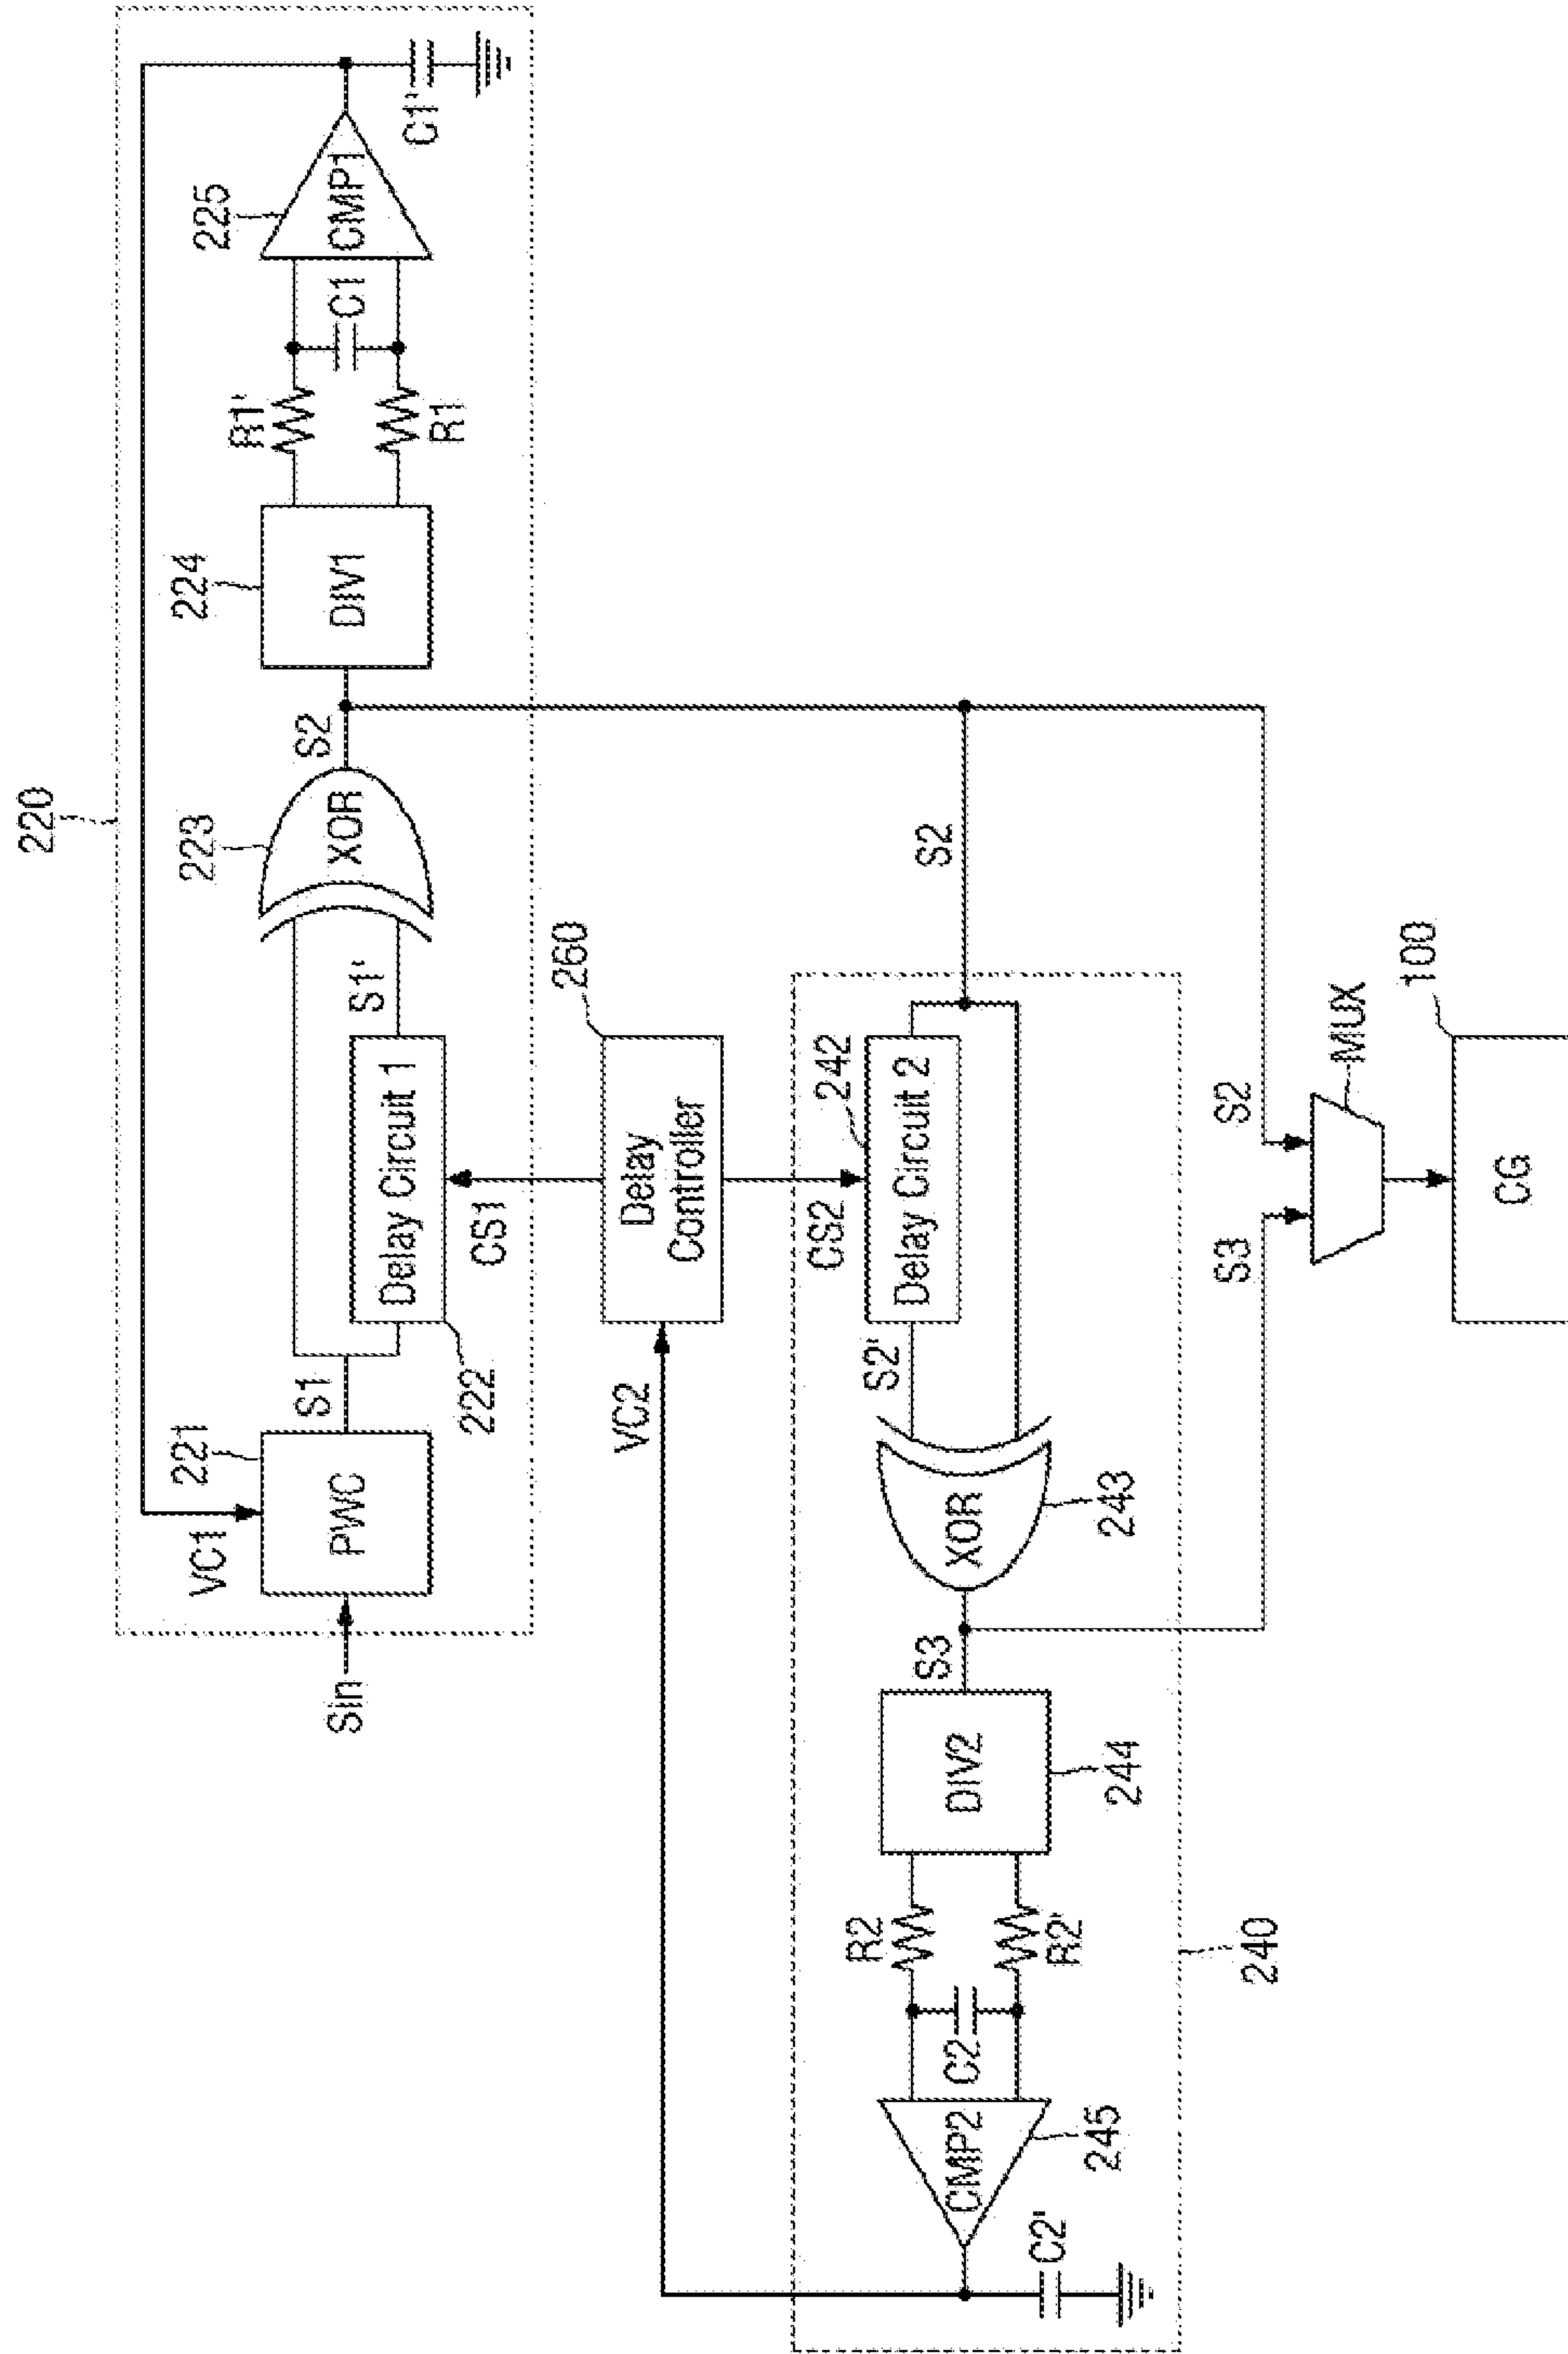 220
VC1
221
PWC
Sin
S1
Delay Circuit 1
222
S1'
223
XOR
S2
224
DIV1
R1'
R1
C1
225
CMP1
C1'
CS1
260
Delay
Controller
VC2
CS2
242
Delay Circuit 2
S2
S2'
XOR
243
S3
DIV2
244
R2
R2'
C2
CMP2
245
C2'
240
S3
S2
MUX
100
CG